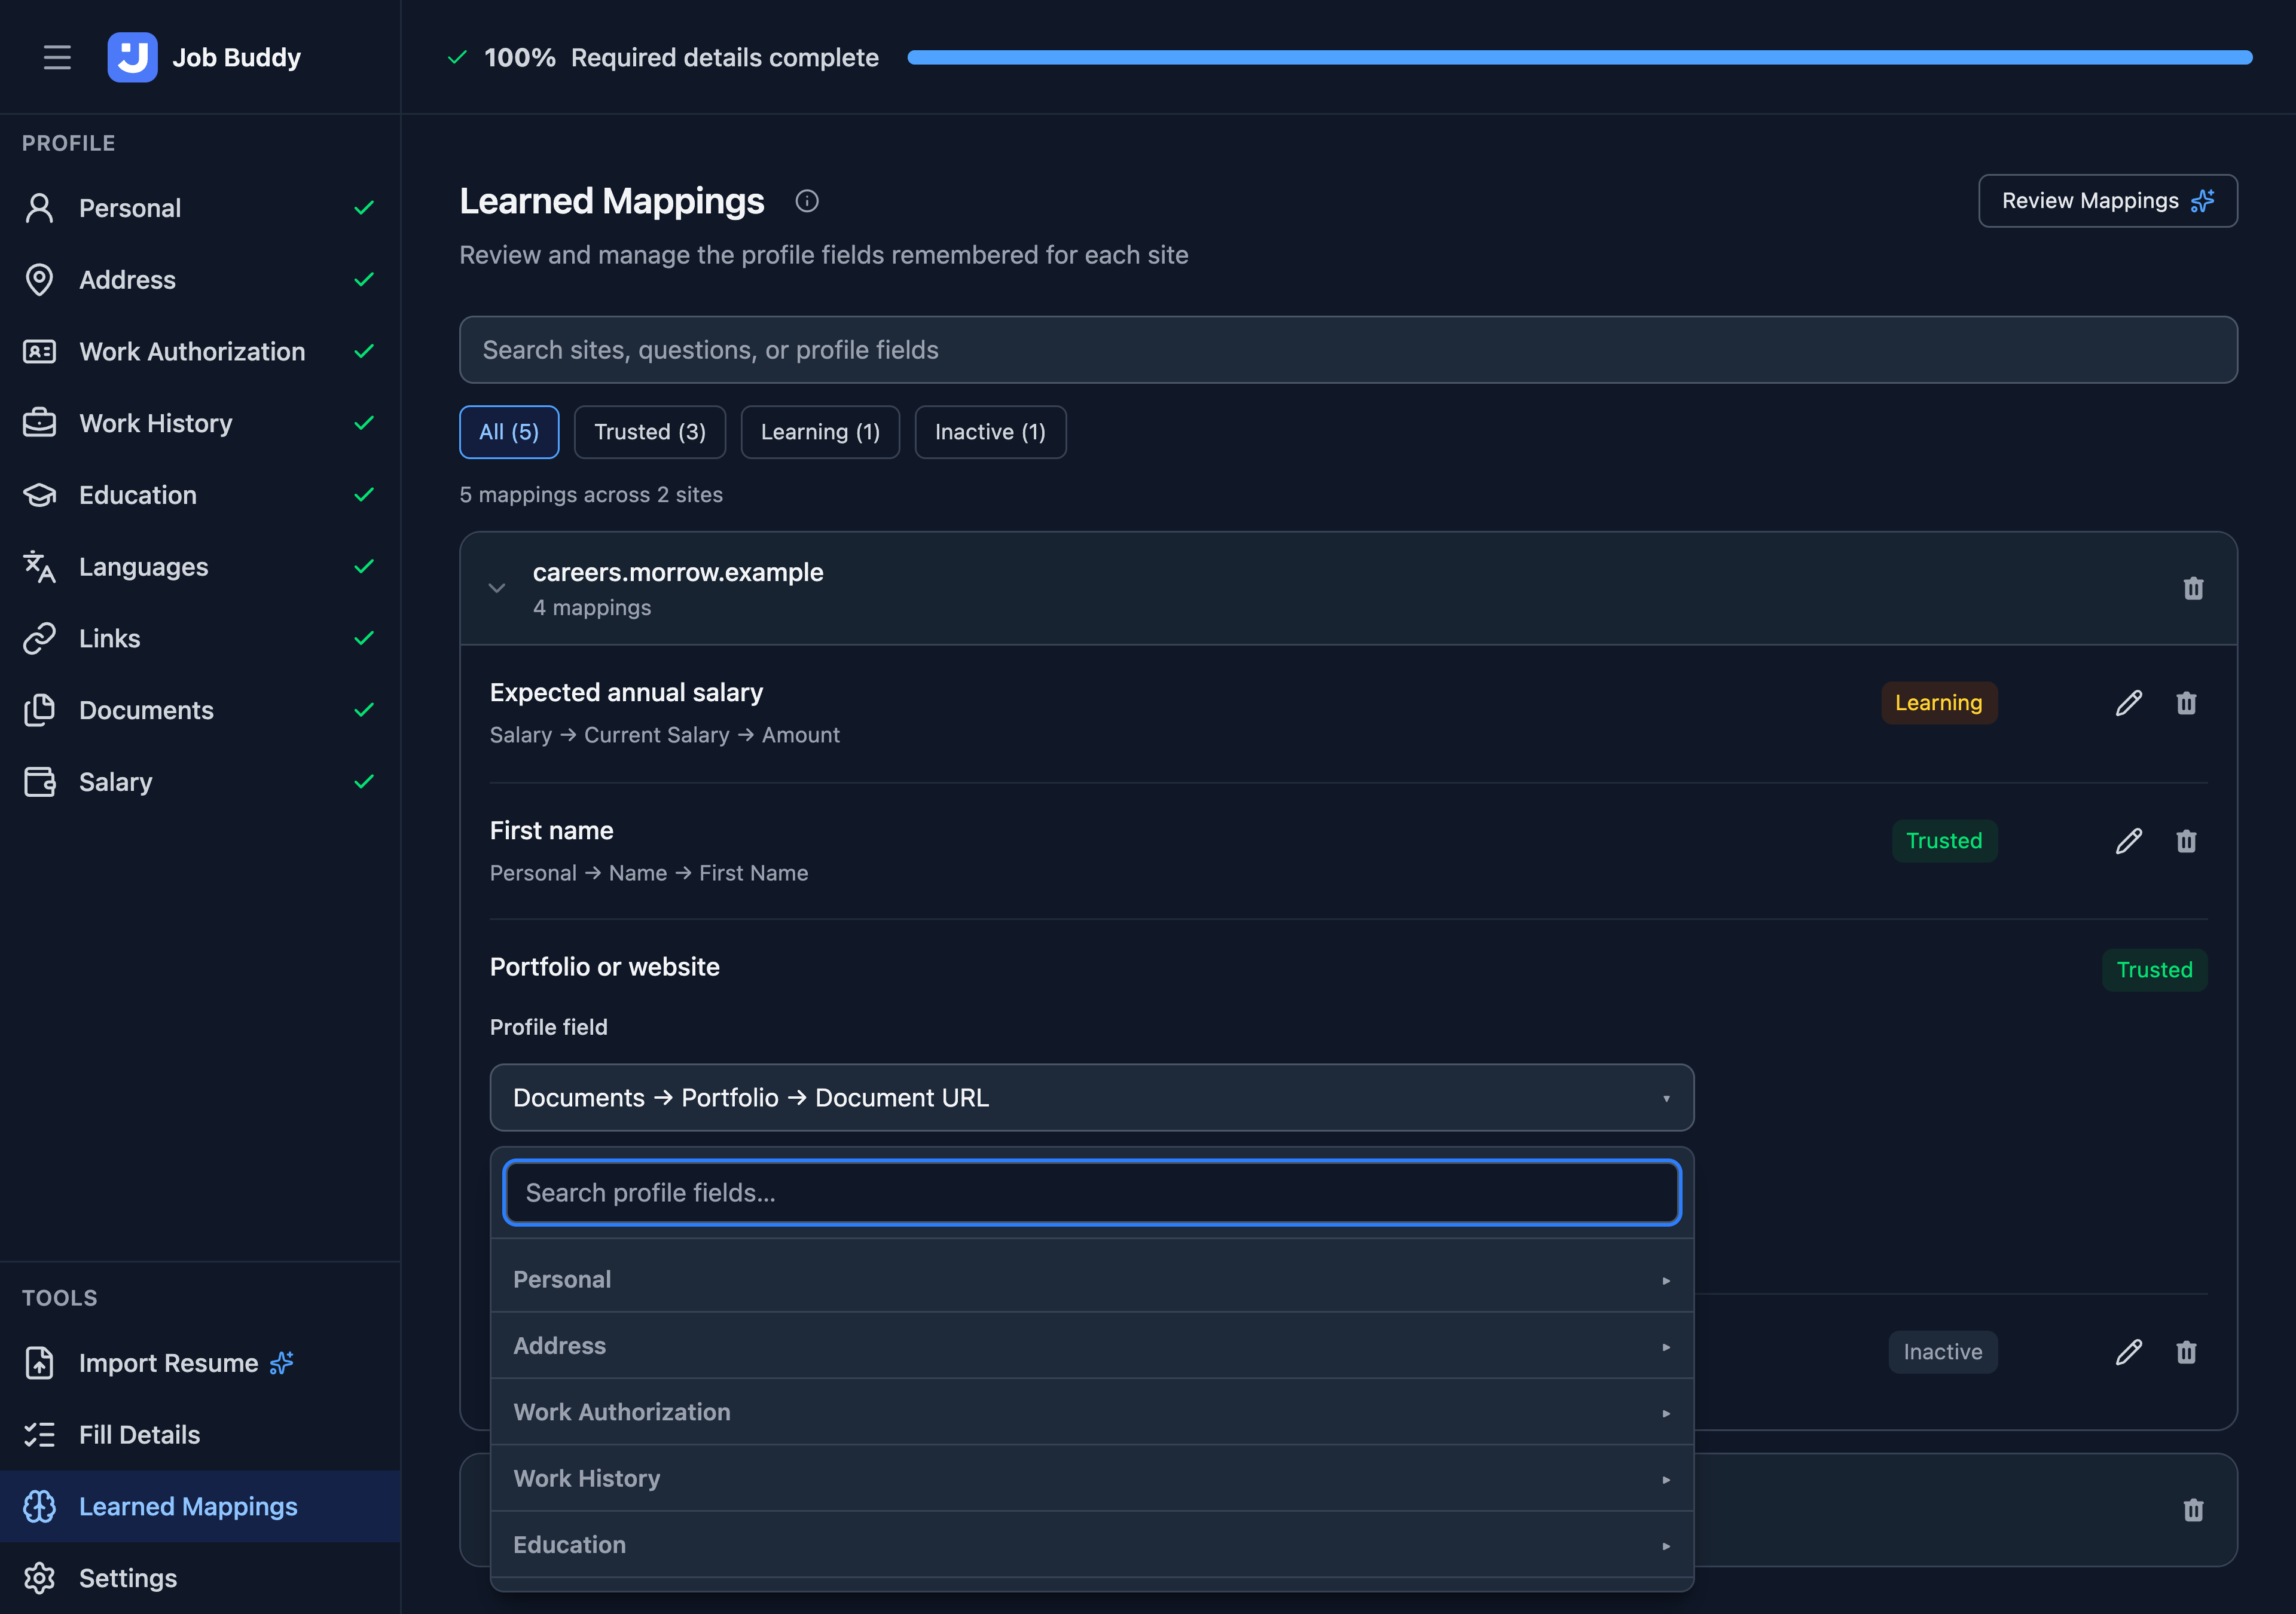 Job Buddy
100% Required details complete
PROFILE
Personal
Address
Work Authorization
Work History
Education
Languages
Links
Documents
Salary
TOOLS
Import Resume
Fill Details
Learned Mappings
Settings
Learned Mappings
Review Mappings
Review and manage the profile fields remembered for each site
Search sites, questions, or profile fields
All (5) Trusted (3) Learning (1) Inactive (1)
5 mappings across 2 sites
careers.morrow.example
4 mappings
Expected annual salary
Learning
Salary → Current Salary → Amount
First name
Trusted
Personal → Name → First Name
Portfolio or website
Trusted
Profile field
Documents → Portfolio → Document URL
Search profile fields...
Personal
Address
Work Authorization
Work History
Education
Inactive